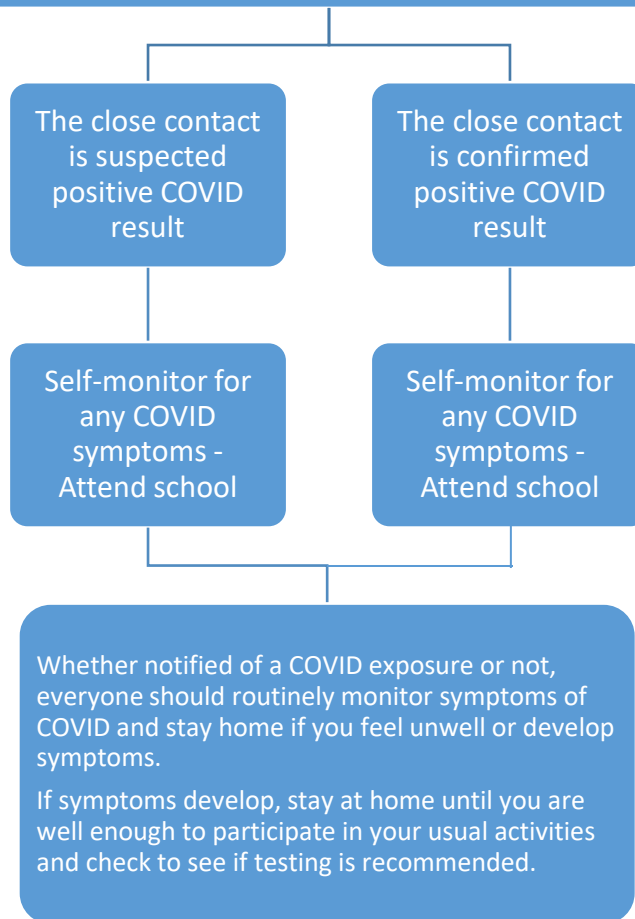 The close contact
is suspected
positive COVID
result
The close contact
is confirmed
positive COVID
result
Self-monitor for
any COVID
symptoms -
Attend school
Self-monitor for
any COVID
symptoms -
Attend school
Whether notified of a COVID exposure or not,
everyone should routinely monitor symptoms of
COVID and stay home if you feel unwell or develop
symptoms.
If symptoms develop, stay at home until you are
well enough to participate in your usual activities
and check to see if testing is recommended.